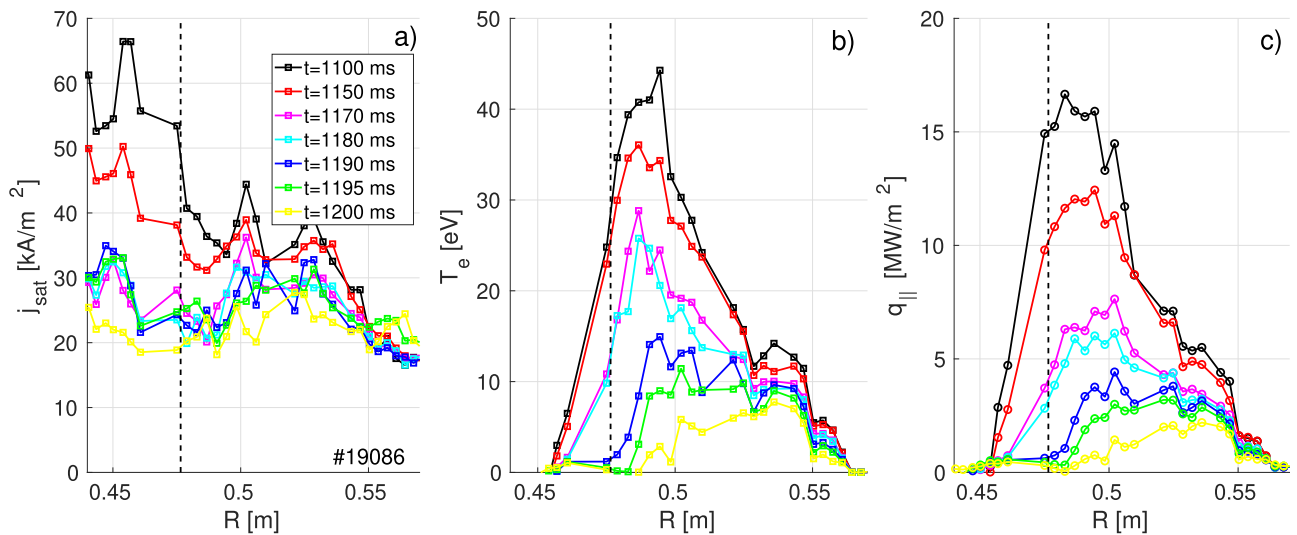 a)
70
60
50
40
30
20
10
0
j_sat [kA/m ²]
t=1100 ms
t=1150 ms
t=1170 ms
t=1180 ms
t=1190 ms
t=1195 ms
t=1200 ms
#19086
0.45 0.5 0.55
R [m]
b)
50
40
30
20
10
0
T_e [eV]
0.45 0.5 0.55
R [m]
c)
20
15
10
5
0
q_|| [MW/m ²]
0.45 0.5 0.55
R [m]